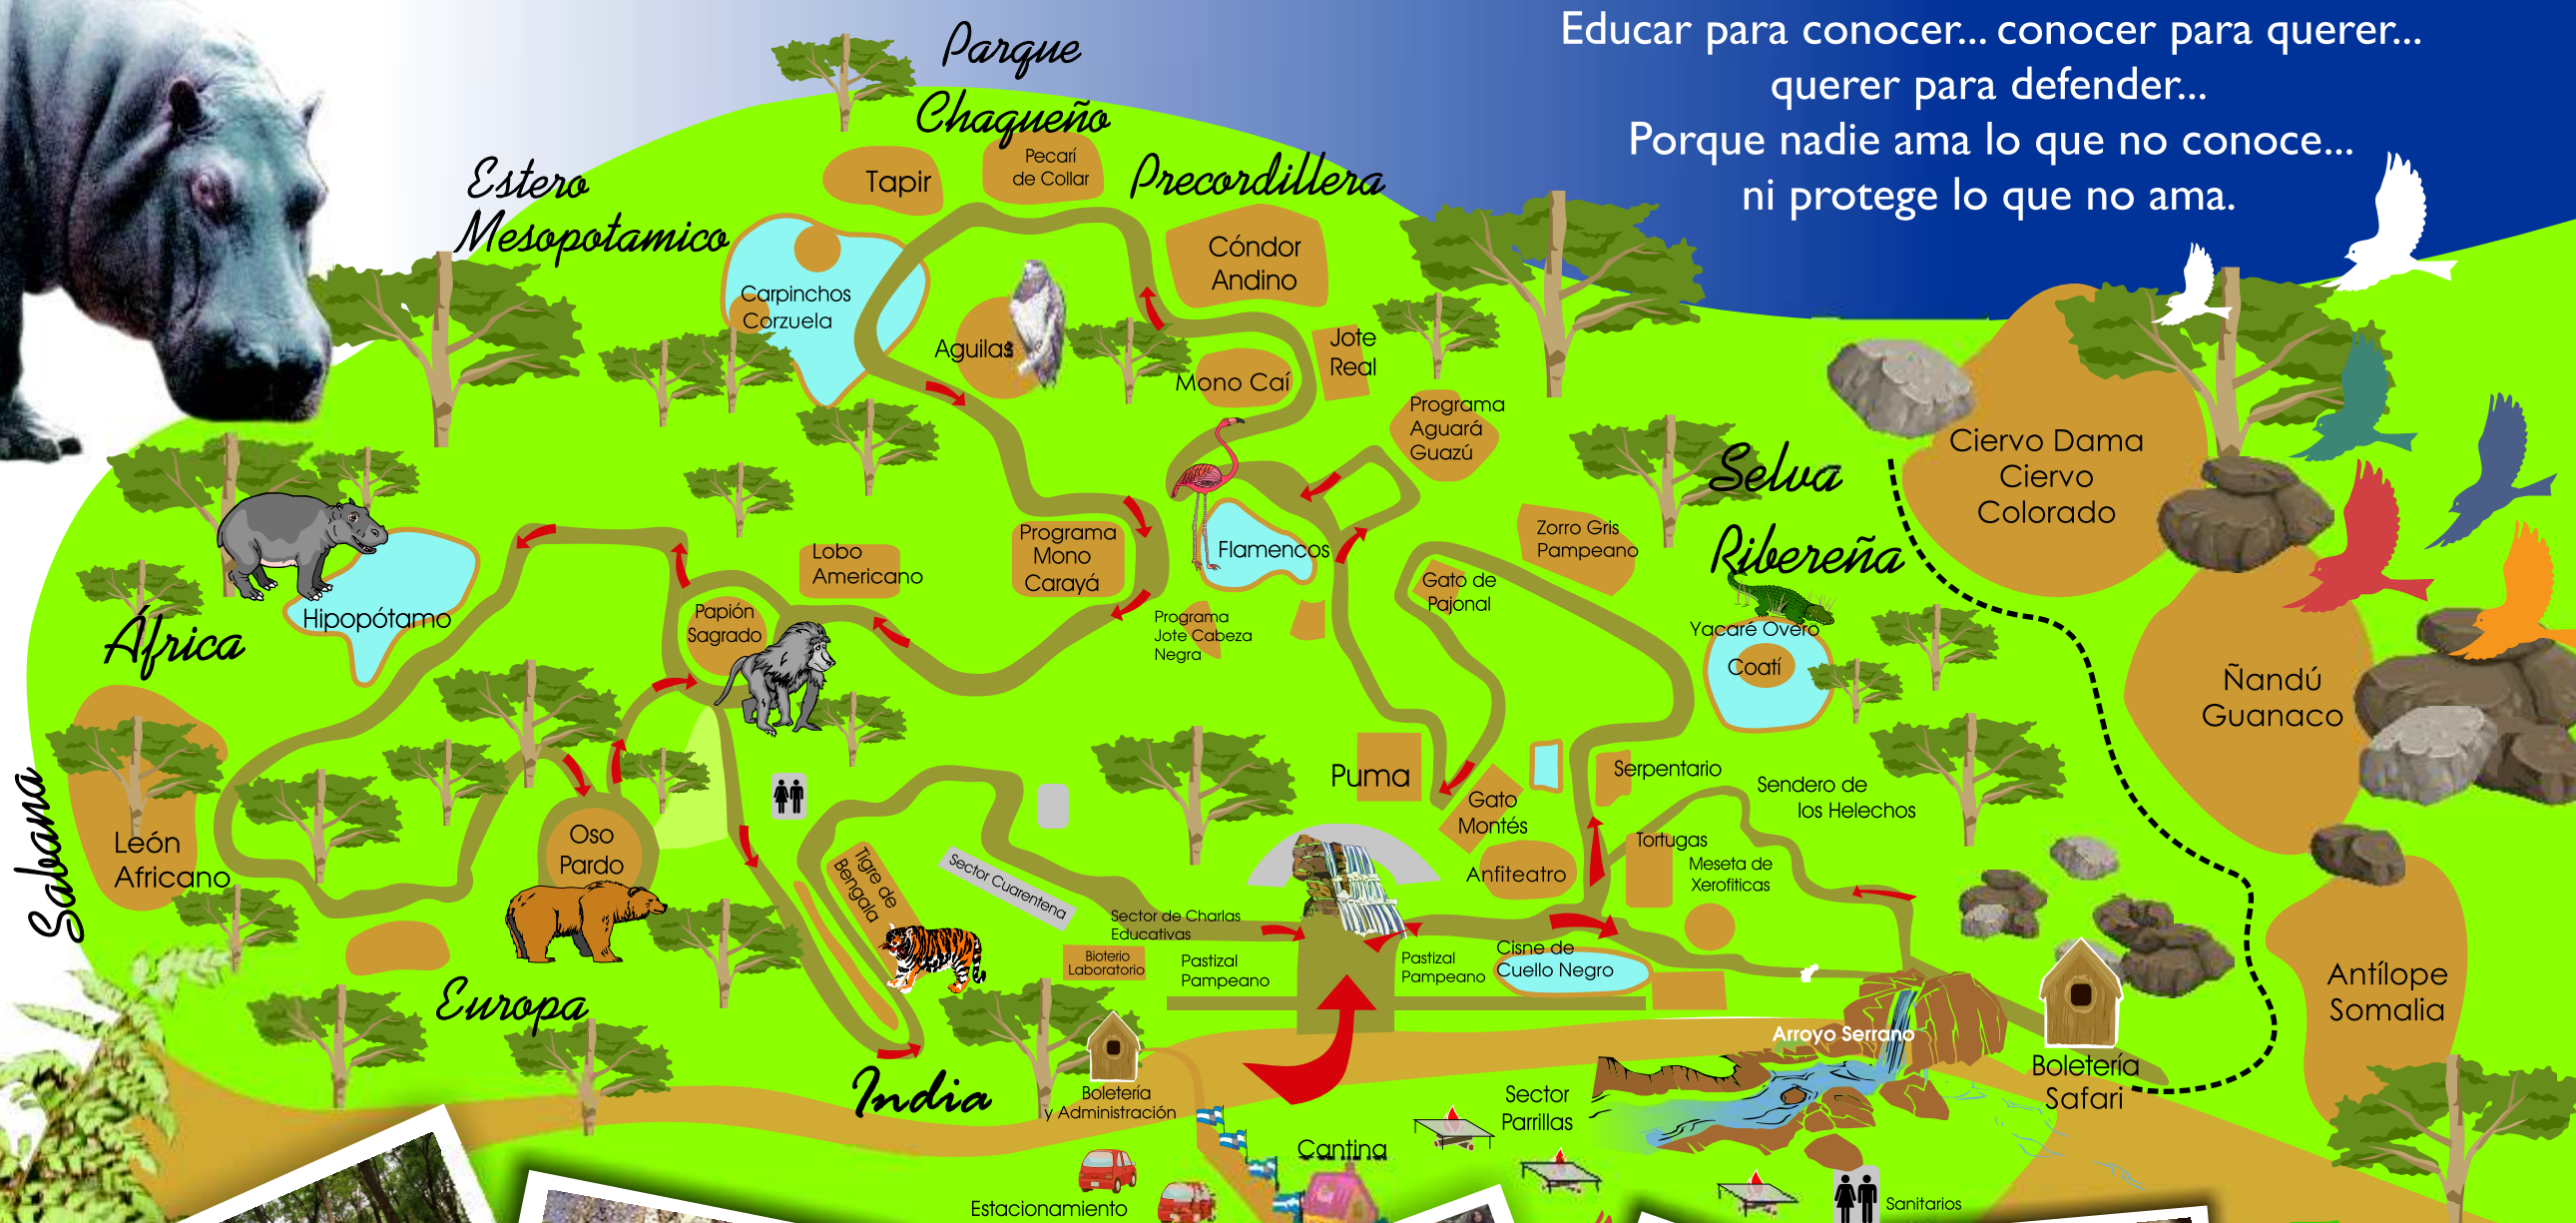 Educar para conocer... conocer para querer...
querer para defender...
Porque nadie ama lo que no conoce...
ni protege lo que no ama.
Parque
Chaqueño
Estero
Mesopotamico
Precordillera
Tapir
Pecarí
de Collar
Cóndor
Andino
Carpinchos
Corzuela
Aguilas
Mono Caí
Jote
Real
Programa
Aguará
Guazú
Selva
Ribereña
Ciervo Dama
Ciervo
Colorado
Programa
Mono
Carayá
Flamencos
Zorro Gris
Pampeano
Lobo
Americano
Gato de
Pajonal
Papión
Sagrado
Programa
Jote Cabeza
Negra
Hipopótamo
África
Yacaré Overo
Coatí
Ñandú
Guanaco
Sabana
León
Africano
Oso
Pardo
Europa
Tigre de
Bengala
India
Sector Cuarentena
Puma
Gato
Montés
Serpentario
Sendero de
los Helechos
Tortugas
Meseta de
Xerofiticas
Anfiteatro
Sector de Charlas
Educativas
Bioterio
Laboratorio
Pastizal
Pampeano
Pastizal
Pampeano
Cisne de
Cuello Negro
Antílope
Somalia
Arroyo Serrano
Boletería
Safari
Boletería
y Administración
Sector
Parrillas
Cantina
Estacionamiento
Sanitarios